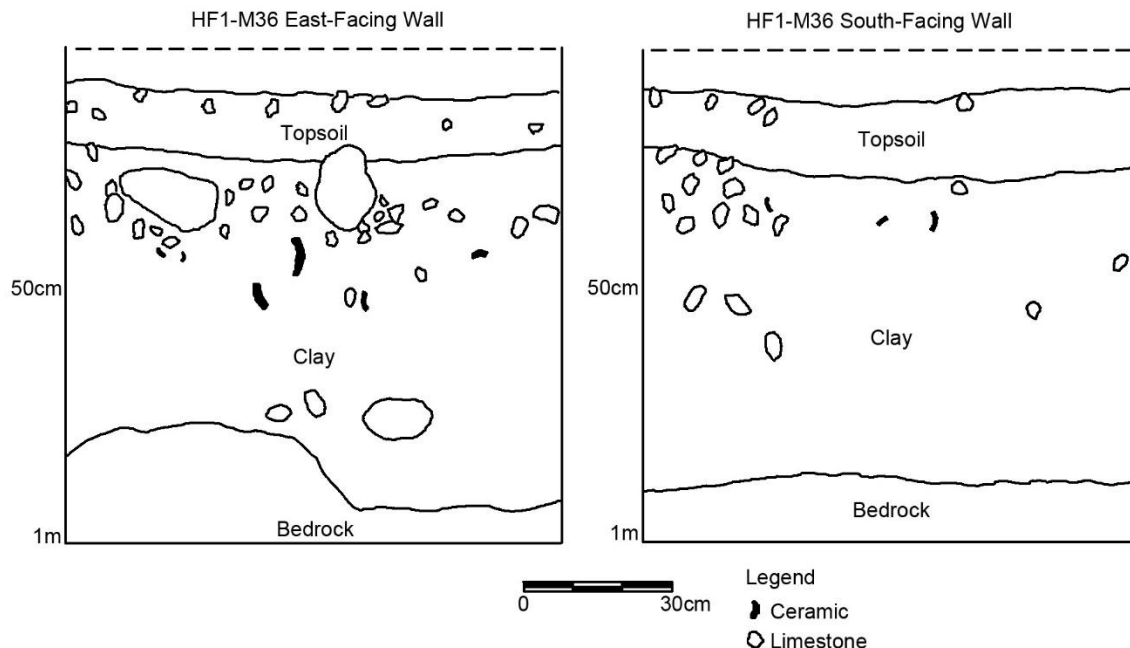 HF1-M36 East-Facing Wall
Topsoil
50cm
Clay
Bedrock
1m
HF1-M36 South-Facing Wall
Topsoil
50cm
Clay
Bedrock
1m
0 30cm
Legend
Ceramic
Limestone